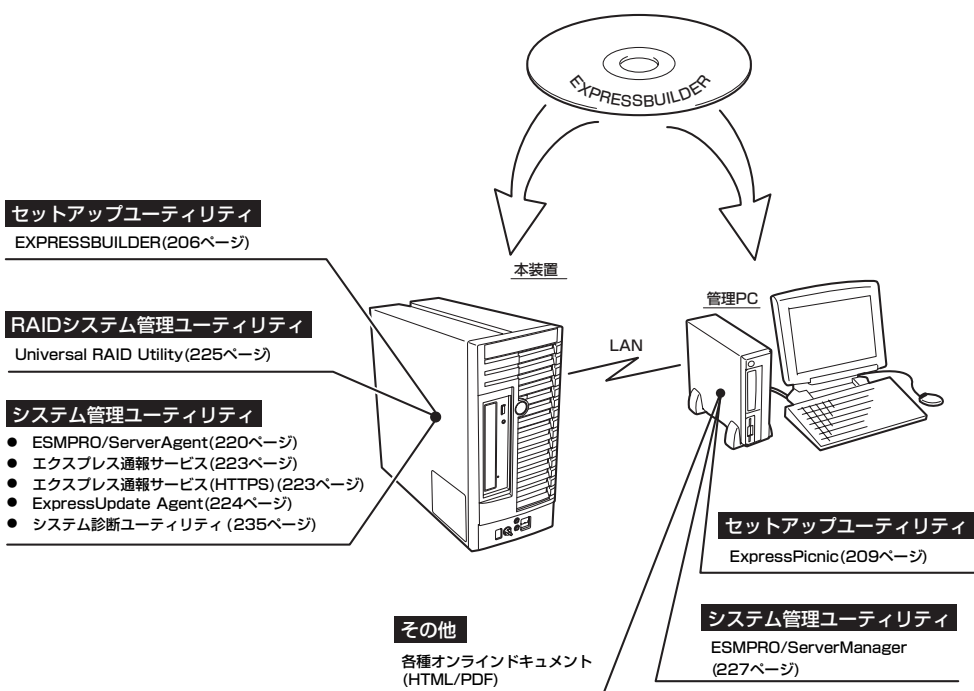 EXPRESSBUILDER
セットアップユーティリティ
EXPRESSBUILDER(206ページ)
RAIDシステム管理ユーティリティ
Universal RAID Utility(225ページ)
システム管理ユーティリティ
● ESMPRO/ServerAgent(220ページ)
● エクスプレス通報サービス(223ページ)
● エクスプレス通報サービス(HTTPS)(223ページ)
● ExpressUpdate Agent(224ページ)
● システム診断ユーティリティ(235ページ)
本装置
LAN
管理PC
セットアップユーティリティ
ExpressPicnic(209ページ)
システム管理ユーティリティ
ESMPRO/ServerManager
(227ページ)
その他
各種オンラインドキュメント
(HTML/PDF)